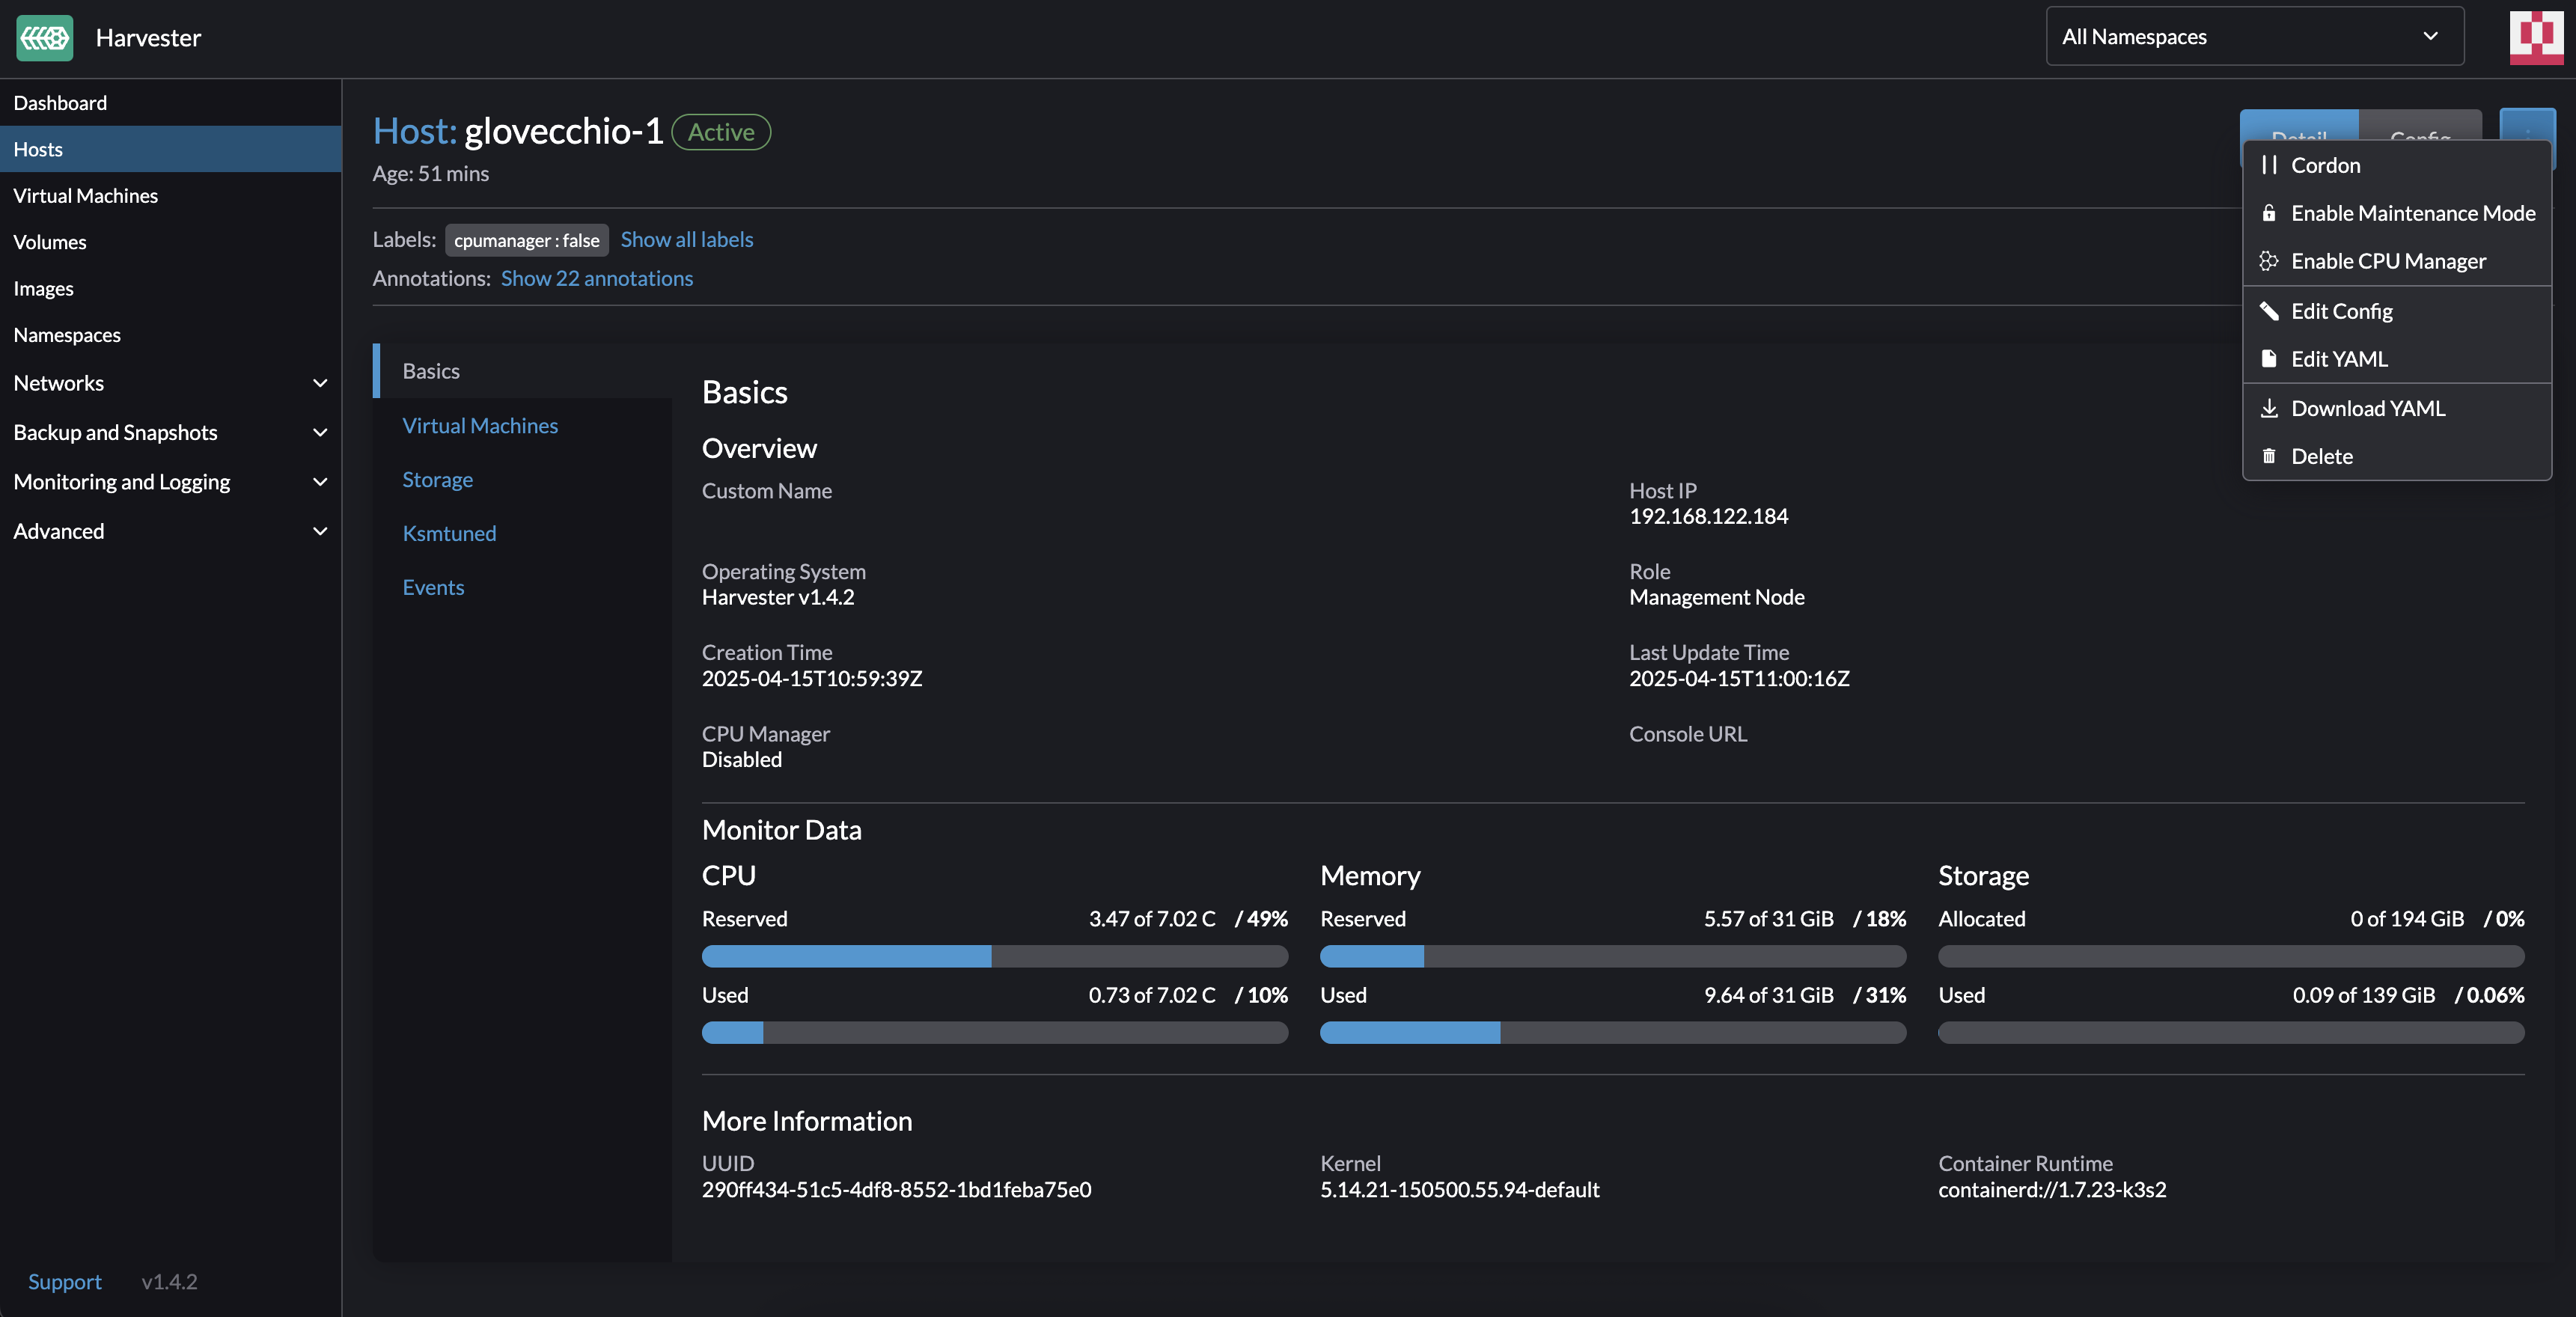 Harvester
All Namespaces
Dashboard
Hosts
Virtual Machines
Volumes
Images
Namespaces
Networks
Backup and Snapshots
Monitoring and Logging
Advanced
Support v1.4.2
Host: glovecchio-1 Active
Age: 51 mins
Detail Config
Labels: cpumanager : false Show all labels
Annotations: Show 22 annotations
Cordon
Enable Maintenance Mode
Enable CPU Manager
Edit Config
Edit YAML
Download YAML
Delete
Basics
Virtual Machines
Storage
Ksmtuned
Events
Basics
Overview
Custom Name
Host IP
192.168.122.184
Operating System
Harvester v1.4.2
Role
Management Node
Creation Time
2025-04-15T10:59:39Z
Last Update Time
2025-04-15T11:00:16Z
CPU Manager
Disabled
Console URL
Monitor Data
CPU
Reserved 3.47 of 7.02 C / 49%
Used 0.73 of 7.02 C / 10%
Memory
Reserved 5.57 of 31 GiB / 18%
Used 9.64 of 31 GiB / 31%
Storage
Allocated 0 of 194 GiB / 0%
Used 0.09 of 139 GiB / 0.06%
More Information
UUID
290ff434-51c5-4df8-8552-1bd1feba75e0
Kernel
5.14.21-150500.55.94-default
Container Runtime
containerd://1.7.23-k3s2